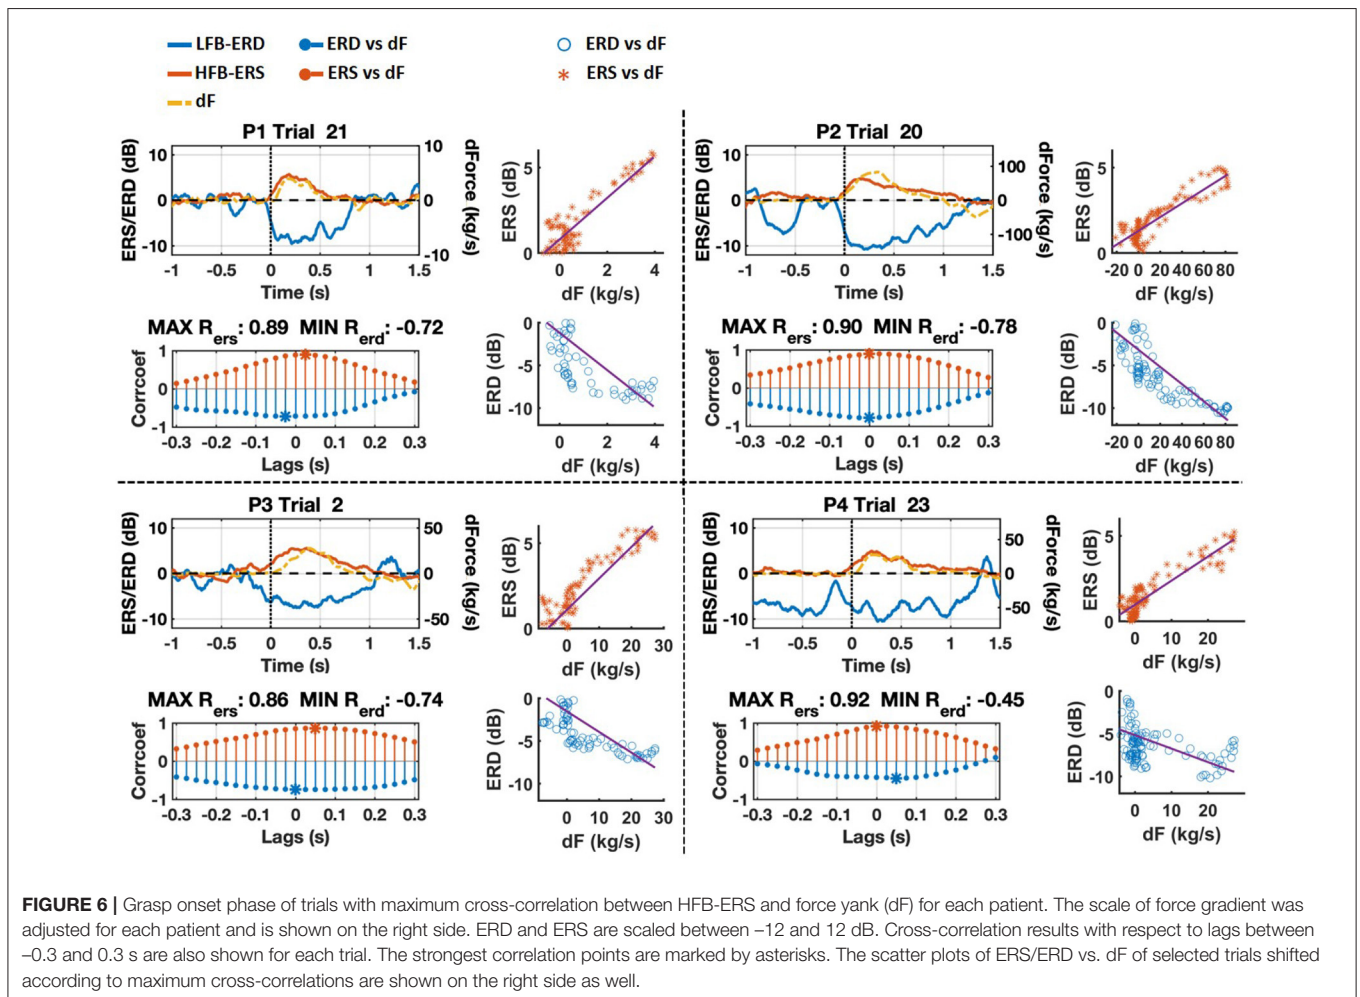 LFB-ERD ERD vs dF ERD vs dF
HFB-ERS ERS vs dF ERS vs dF
dF
P1 Trial 21
ERS/ERD (dB)
10
0
-10
10
0
-10
dForce (kg/s)
-1 -0.5 0 0.5 1 1.5
Time (s)
ERS (dB)
5
0
0 2 4
dF (kg/s)
MAX Rers: 0.89 MIN Rerd: -0.72
Corrcoef
1
0
-1
-0.3 -0.2 -0.1 0 0.1 0.2 0.3
Lags (s)
ERD (dB)
0
-5
-10
0 2 4
dF (kg/s)
P2 Trial 20
ERS/ERD (dB)
10
0
-10
100
0
-100
dForce (kg/s)
-1 -0.5 0 0.5 1 1.5
Time (s)
ERS (dB)
5
0
-20 0 20 40 60 80
dF (kg/s)
MAX Rers: 0.90 MIN Rerd: -0.78
Corrcoef
1
0
-1
-0.3 -0.2 -0.1 0 0.1 0.2 0.3
Lags (s)
ERD (dB)
0
-5
-10
-20 0 20 40 60 80
dF (kg/s)
P3 Trial 2
ERS/ERD (dB)
10
0
-10
50
0
-50
dForce (kg/s)
-1 -0.5 0 0.5 1 1.5
Time (s)
ERS (dB)
5
0
0 10 20 30
dF (kg/s)
MAX Rers: 0.86 MIN Rerd: -0.74
Corrcoef
1
0
-1
-0.3 -0.2 -0.1 0 0.1 0.2 0.3
Lags (s)
ERD (dB)
0
-5
-10
0 10 20 30
dF (kg/s)
P4 Trial 23
ERS/ERD (dB)
10
0
-10
50
0
-50
dForce (kg/s)
-1 -0.5 0 0.5 1 1.5
Time (s)
ERS (dB)
5
0
0 20
dF (kg/s)
MAX Rers: 0.92 MIN Rerd: -0.45
Corrcoef
1
0
-1
-0.3 -0.2 -0.1 0 0.1 0.2 0.3
Lags (s)
ERD (dB)
0
-5
-10
0 20
dF (kg/s)
FIGURE 6 | Grasp onset phase of trials with maximum cross-correlation between HFB-ERS and force yank (dF) for each patient. The scale of force gradient was
adjusted for each patient and is shown on the right side. ERD and ERS are scaled between –12 and 12 dB. Cross-correlation results with respect to lags between
–0.3 and 0.3 s are also shown for each trial. The strongest correlation points are marked by asterisks. The scatter plots of ERS/ERD vs. dF of selected trials shifted
according to maximum cross-correlations are shown on the right side as well.